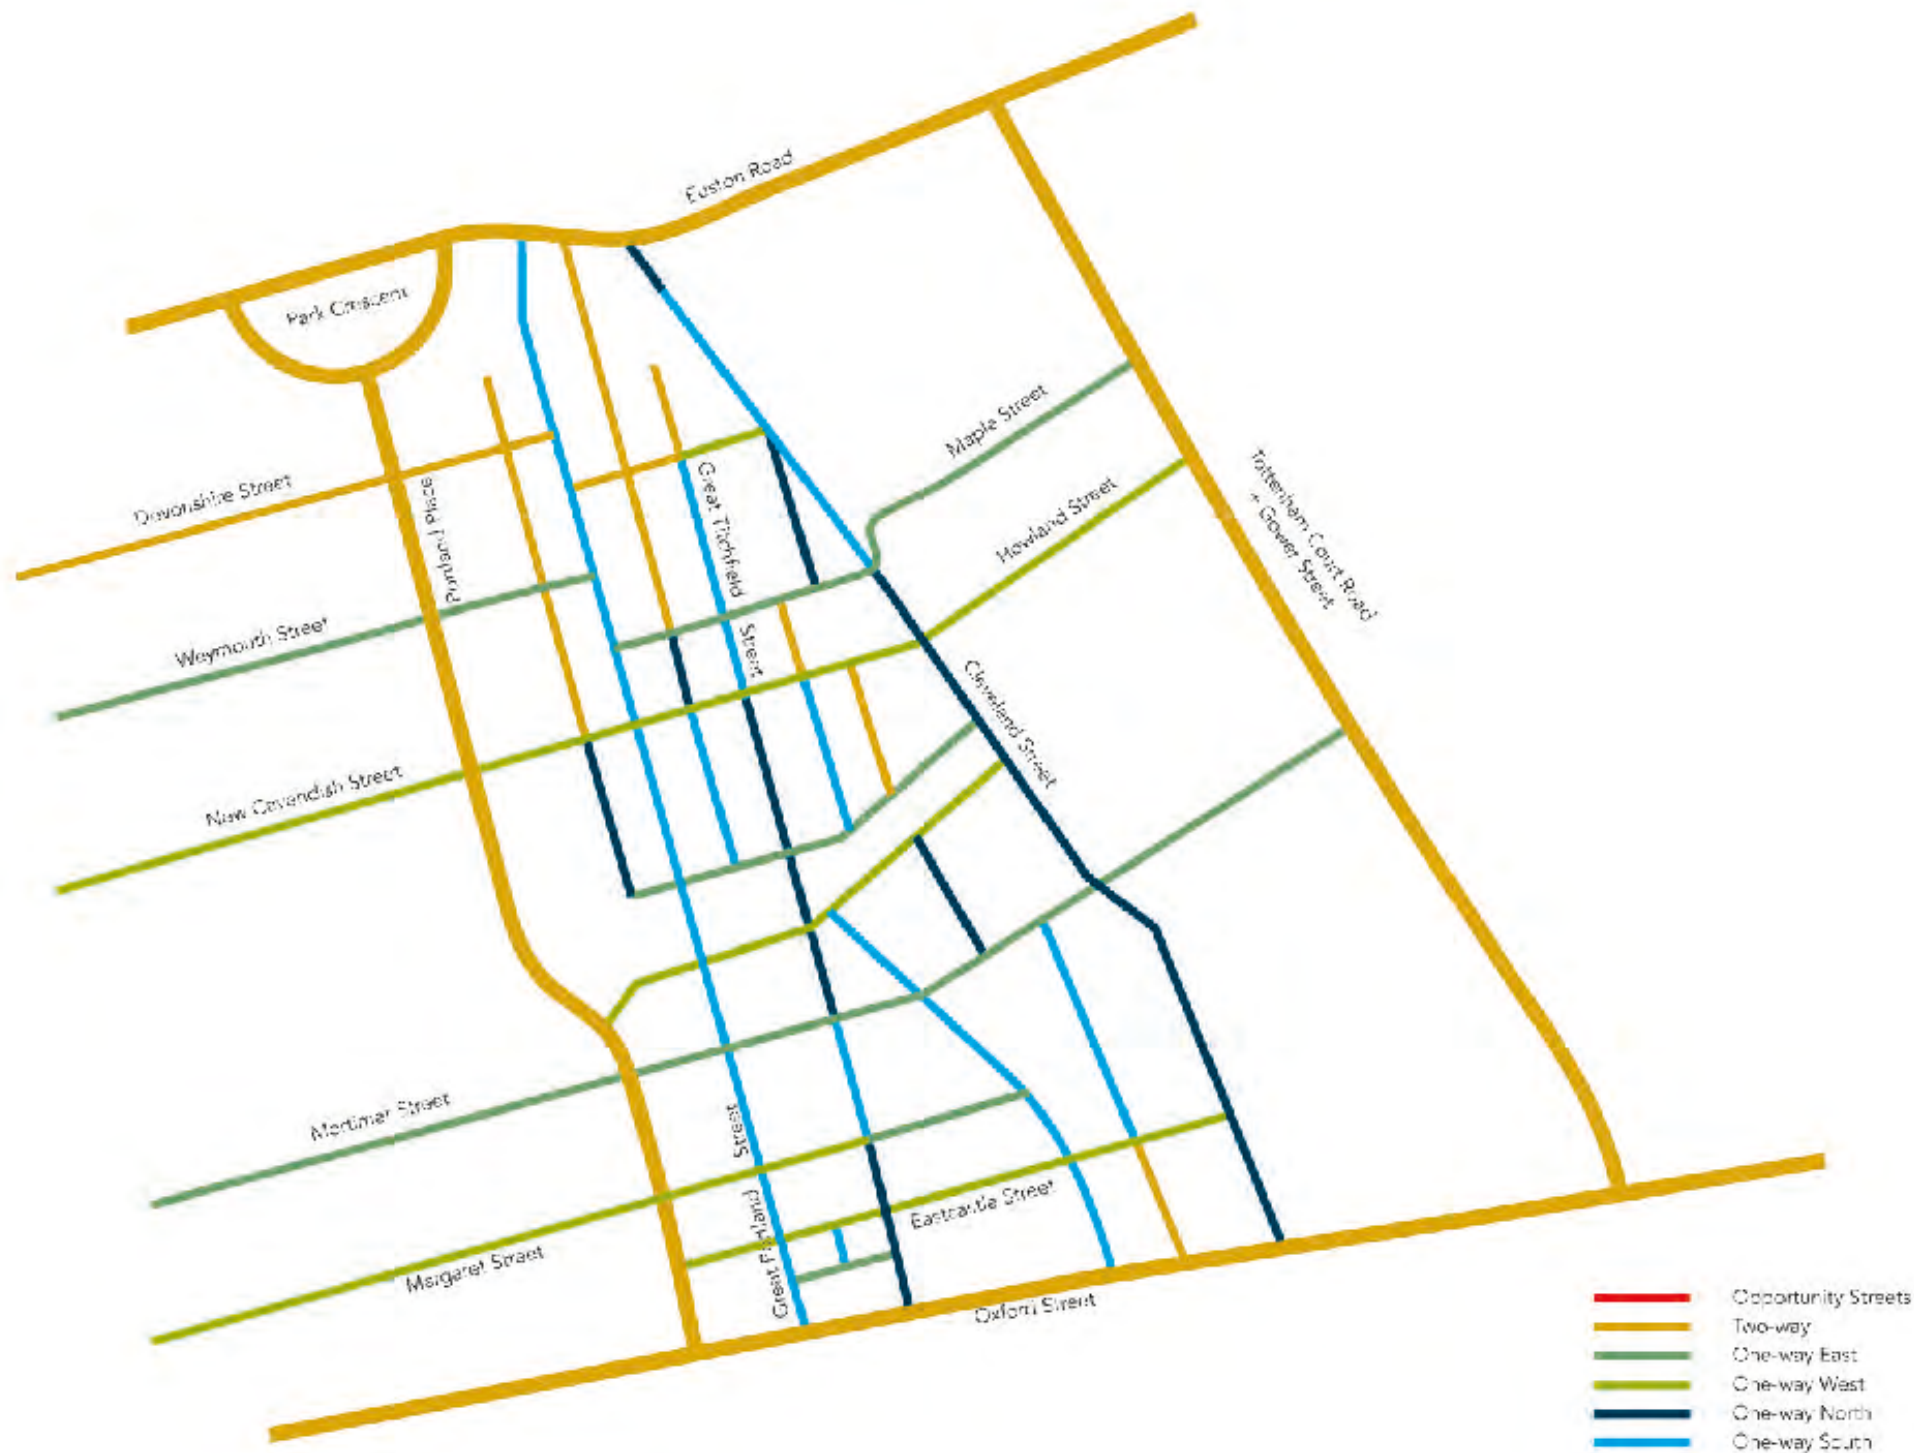 Euston Road
Park Crescent
Maple Street
Devonshire Street
Portland Place
Great Titchfield
Street
Howland Street
Tottenham Court Road
+ Gower Street
Weymouth Street
Cleveland Street
New Cavendish Street
Mortimer Street
Great Portland
Street
Eastcastle Street
Margaret Street
Oxford Street
Opportunity Streets
Two-way
One-way East
One-way West
One-way North
One-way South